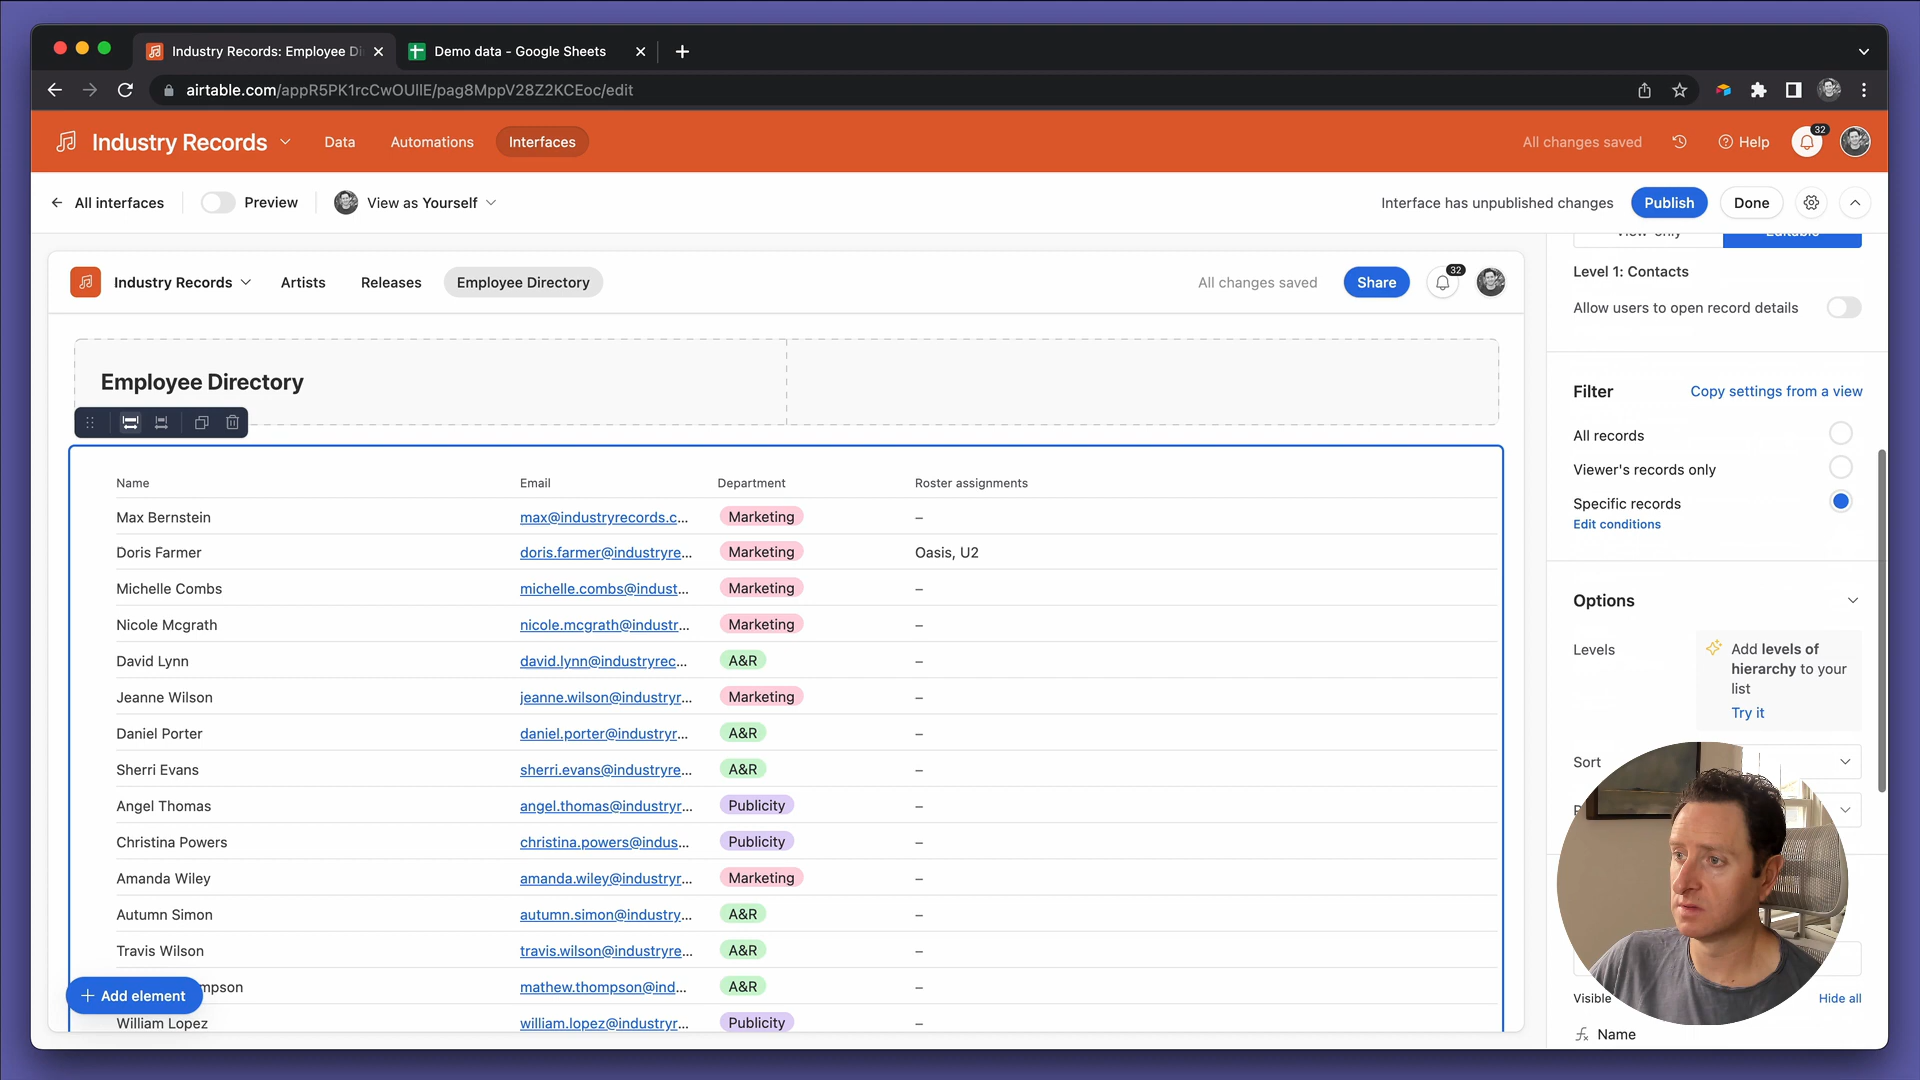 Industry Records: Employee Di
Demo data - Google Sheets
airtable.com/appR5PK1rcCwOUIlE/pag8MppV28Z2KCEoc/edit
Industry Records
Data
Automations
Interfaces
All changes saved
Help
32
All interfaces
Preview
View as Yourself
Interface has unpublished changes
Publish
Done
Industry Records
Artists
Releases
Employee Directory
All changes saved
Share
32
Employee Directory
Name Email Department Roster assignments
Max Bernstein max@industryrecords.c... Marketing –
Doris Farmer doris.farmer@industryre... Marketing Oasis, U2
Michelle Combs michelle.combs@indust... Marketing –
Nicole Mcgrath nicole.mcgrath@industr... Marketing –
David Lynn david.lynn@industryrec... A&R –
Jeanne Wilson jeanne.wilson@industryr... Marketing –
Daniel Porter daniel.porter@industryr... A&R –
Sherri Evans sherri.evans@industryre... A&R –
Angel Thomas angel.thomas@industryr... Publicity –
Christina Powers christina.powers@indus... Publicity –
Amanda Wiley amanda.wiley@industryr... Marketing –
Autumn Simon autumn.simon@industry... A&R –
Travis Wilson travis.wilson@industryre... A&R –
mpson mathew.thompson@ind... A&R –
William Lopez william.lopez@industryr... Publicity –
Add element
View-only
Editable
Level 1: Contacts
Allow users to open record details
Filter
Copy settings from a view
All records
Viewer's records only
Specific records
Edit conditions
Options
Levels
Add levels of
hierarchy to your
list
Try it
Sort
Visible
Hide all
Name